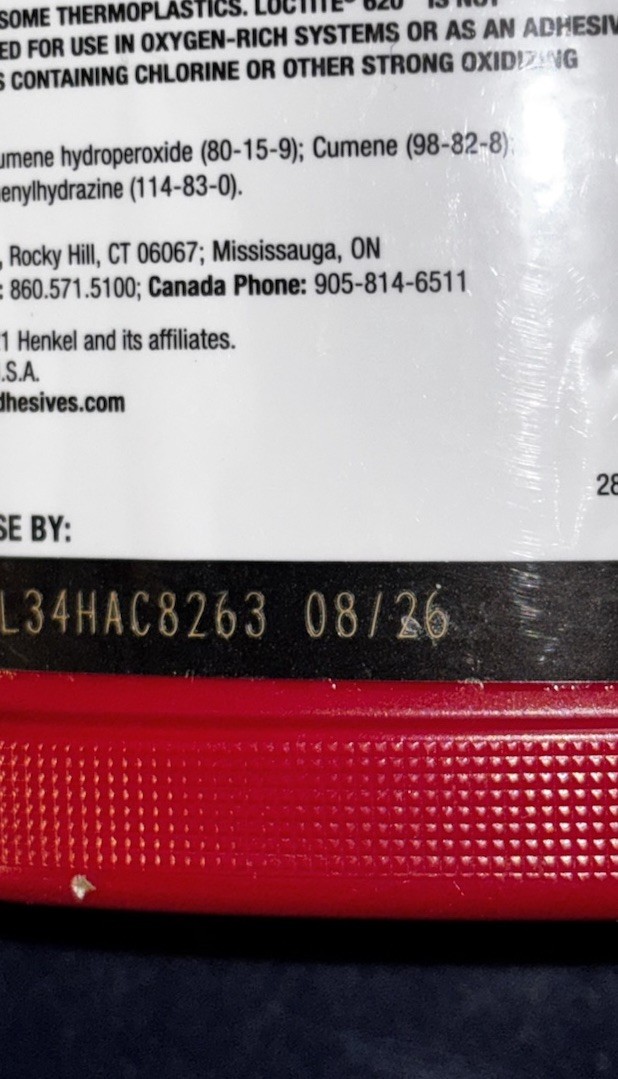 SOME THERMOPLASTICS. LOCTITE® 620™ IS NOT
ED FOR USE IN OXYGEN-RICH SYSTEMS OR AS AN ADHESIV
S CONTAINING CHLORINE OR OTHER STRONG OXIDIZING
umene hydroperoxide (80-15-9); Cumene (98-82-8);
enylhydrazine (114-83-0).
, Rocky Hill, CT 06067; Mississauga, ON
: 860.571.5100; Canada Phone: 905-814-6511
1 Henkel and its affiliates.
.S.A.
dhesives.com
28
SE BY:
L34HAC8263 08/26